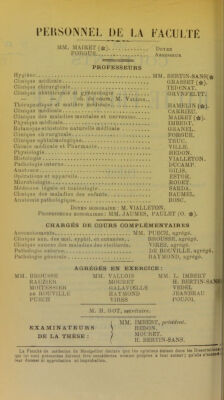 PERSONNEL DE LA FACULTÉ
MM. MAIRET (✻). DOYEN
FORGUE. ASSESSEUR
PROFESSEURS
Hygiène MM. BERTIN-SANS (✻)
Clinique médicale GRASSET (✻).
Clinique chirurgicale TEDENAT.
Clinique obstétricale et gynécologie GRYNFELTT.
ch. du cours, M. VALLOIS.
Thérapeutique et matière médicale HAMELIN (✻).
Clinique médicale CARRIEU.
Clinique des maladies mentales et nerveuses MAIRET (✻).
Physique médicale IMBERT.
Botanique et histoire naturelle médicale GRANEL.
Clinique chirurgicale FORGUE.
Clinique ophtalmologique TRUC.
Chimie médicale et Pharmacie VILLE.
Physiologie HEDON.
Histologie VIALLETON.
Pathologie interne DUCAMP.
Anatomie GILIS.
Opérations et appareils ESTOR.
Microbiologie RODET.
Médecine légale et toxicologie SARDA.
Clinique des maladies des enfants BAUMEL.
Anatomie pathologique BOSC.
DOYEN HONORAIRE : M. VIALLETON.
PROFESSEURS HONORAIRES : MM. JAUMES, PAULET (O. ✻).
CHARGÉS DE COURS COMPLÉMENTAIRES
Accouchements MM. PUECH, agrégé.
Clinique ann. des mal. syphil. et cutanées BROUSSE, agrégé.
Clinique annexe des maladies des vieillards VIRES, agrégé.
Pathologie externe DE ROUVILLE, agrégé.
Pathologie générale RAYMOND, agrégé.
AGRÉGÉS EN EXERCICE :
MM. BROUSSE MM. VALLOIS MM. L. IMBERT
RAUZIER MOURET H. BERTIN-SANS
MOITESSIER GALAVIELLE VEDEL
DE ROUVILLE RAYMOND JEANBRAU
PUECH VIRES POUJOL
M. H. GOT, secrétaire.
EXAMINATEURS
DE LA THÈSE :
MM. IMBERT, président.
HEDON.
MOURET.
H. BERTIN-SANS.
La Faculté de médecine de Montpellier déclare que les opinions émises dans les Dissertations
qui lui sont présentées doivent être considérées comme propres à leur auteur ; qu'elle n'entend
leur donner ni approbation ni improbation.